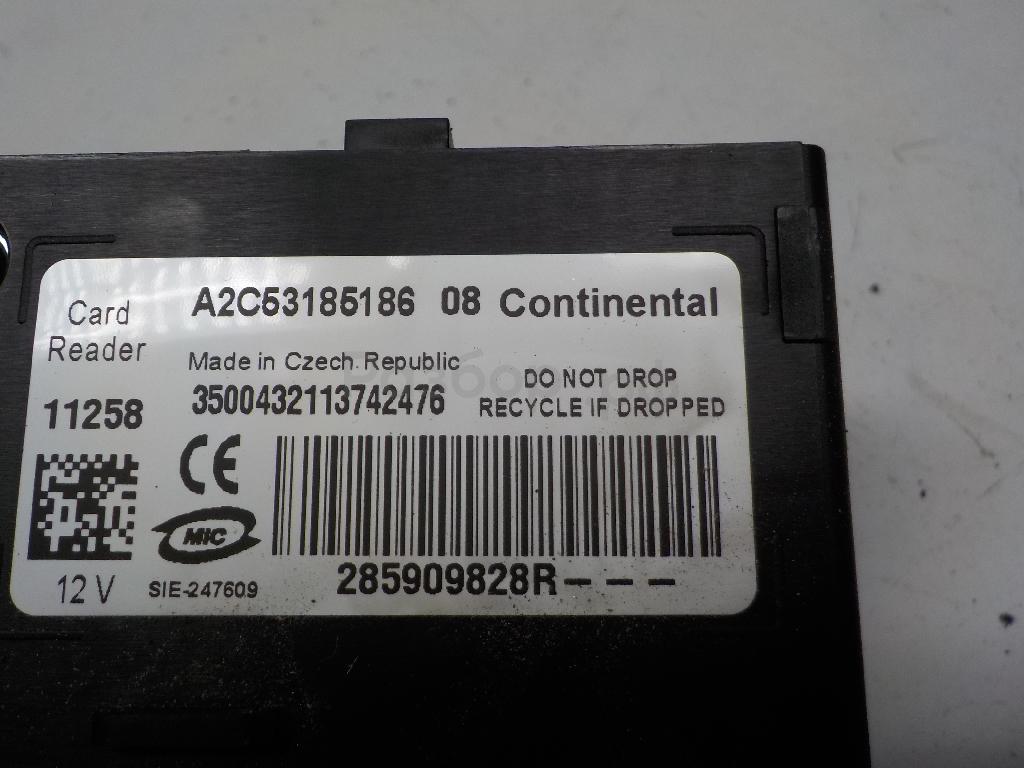 Card
Reader
11258
A2C53185186 08 Continental
Made in Czech Republic
3500432113742476
DO NOT DROP
RECYCLE IF DROPPED
CE
MIC
12 V
SIE-247609
285909828R– – –